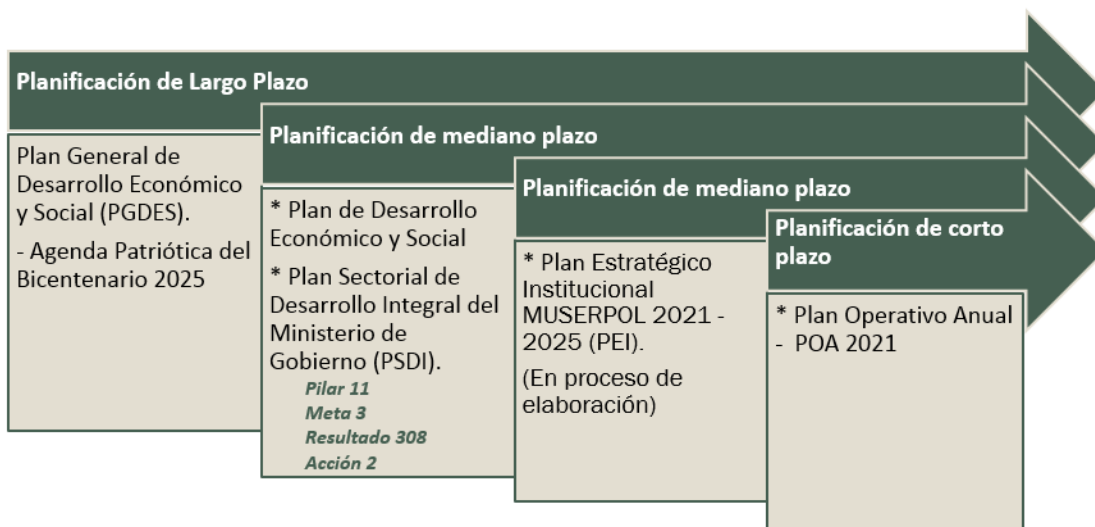 Planificación de Largo Plazo
Plan General de
Desarrollo Económico
y Social (PGDES).
- Agenda Patriótica del
Bicentenario 2025
Planificación de mediano plazo
* Plan de Desarrollo
Económico y Social
* Plan Sectorial de
Desarrollo Integral del
Ministerio de
Gobierno (PSDI).
Pilar 11
Meta 3
Resultado 308
Acción 2
Planificación de mediano plazo
* Plan Estratégico
Institucional
MUSERPOL 2021 -
2025 (PEI).
(En proceso de
elaboración)
Planificación de corto
plazo
* Plan Operativo Anual
- POA 2021